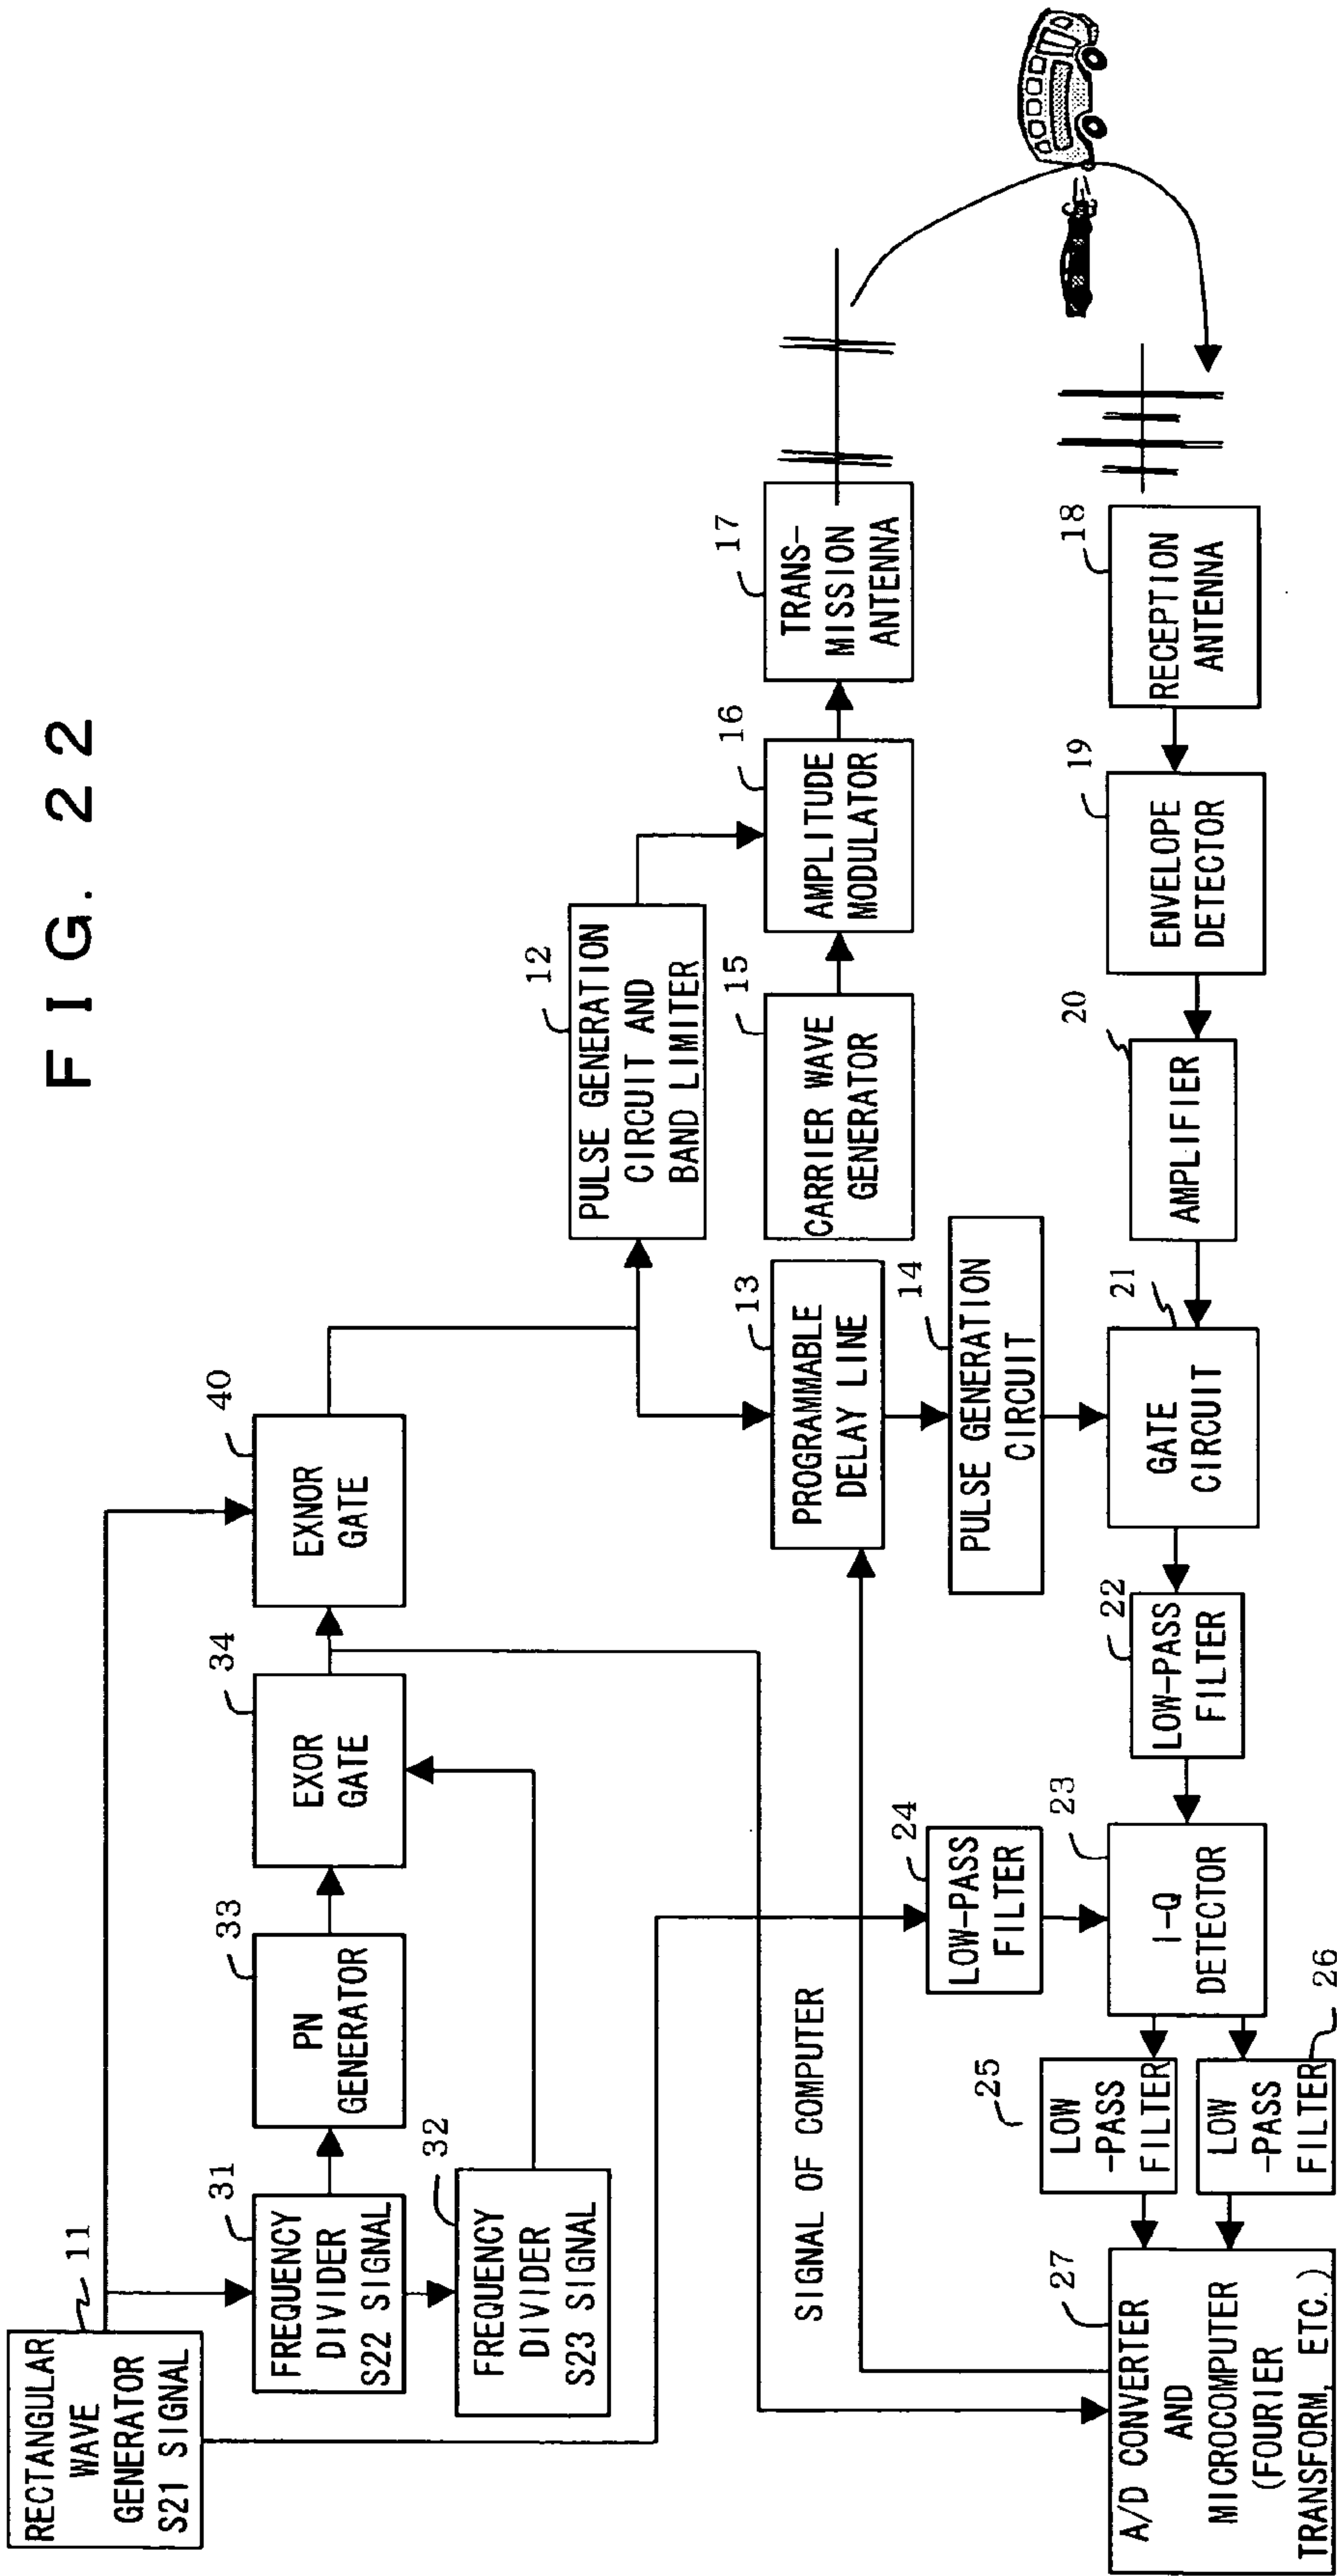 FIG. 22
RECTANGULAR
WAVE
GENERATOR
S21 SIGNAL
11
FREQUENCY
DIVIDER
S22 SIGNAL
31
FREQUENCY
DIVIDER
S23 SIGNAL
32
PN
GENERATOR
33
EXOR
GATE
34
EXNOR
GATE
40
PULSE GENERATION
CIRCUIT AND
BAND LIMITER
12
CARRIER WAVE
GENERATOR
15
AMPLITUDE
MODULATOR
16
TRANS-
MISSION
ANTENNA
17
PROGRAMMABLE
DELAY LINE
13
PULSE GENERATION
CIRCUIT
14
SIGNAL OF COMPUTER
LOW-PASS
FILTER
24
A/D CONVERTER
AND
MICROCOMPUTER
(FOURIER
TRANSFORM, ETC.)
27
LOW
-PASS
FILTER
25
LOW
-PASS
FILTER
26
I-Q
DETECTOR
23
LOW-PASS
FILTER
22
GATE
CIRCUIT
21
AMPLIFIER
20
ENVELOPE
DETECTOR
19
RECEPTION
ANTENNA
18